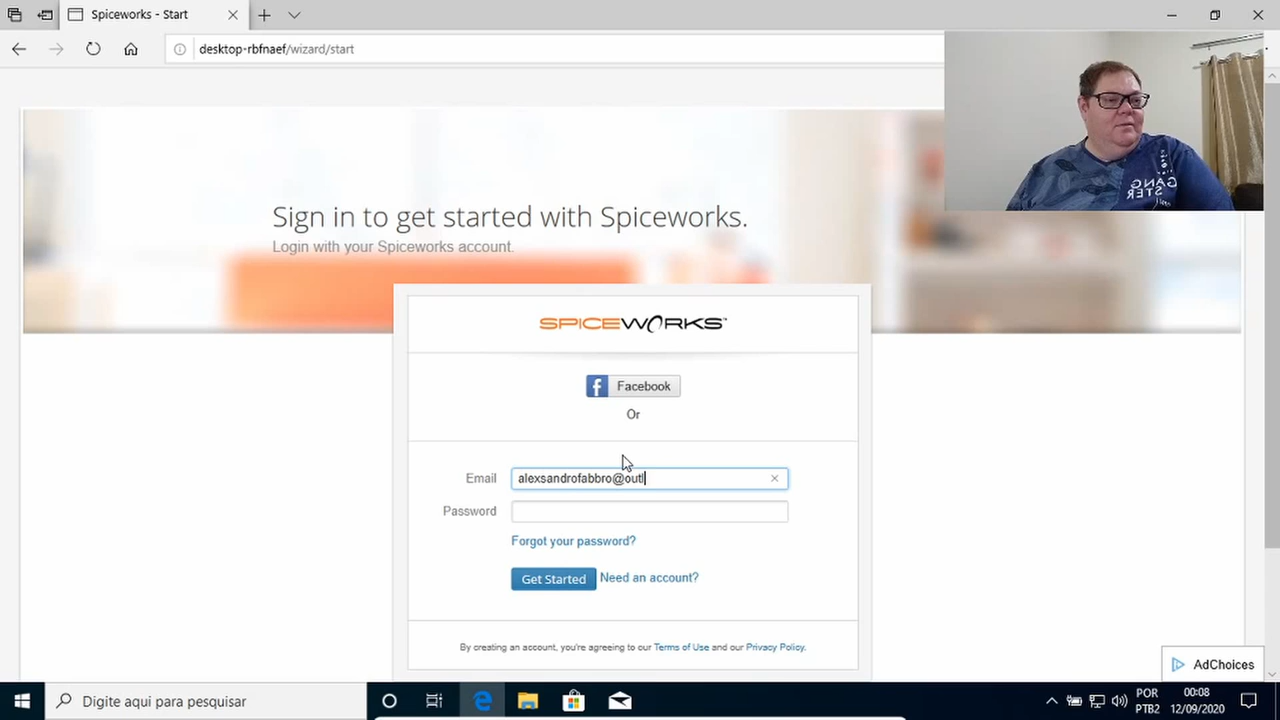 Spiceworks - Start
desktop-rbfnaef/wizard/start
Sign in to get started with Spiceworks.
Login with your Spiceworks account.
SPICEWORKS™
f Facebook
Or
Email alexsandrofabbro@outl
Password
Forgot your password?
Get Started Need an account?
By creating an account, you're agreeing to our Terms of Use and our Privacy Policy.
AdChoices
Digite aqui para pesquisar
POR 00:08
PTB2 12/09/2020